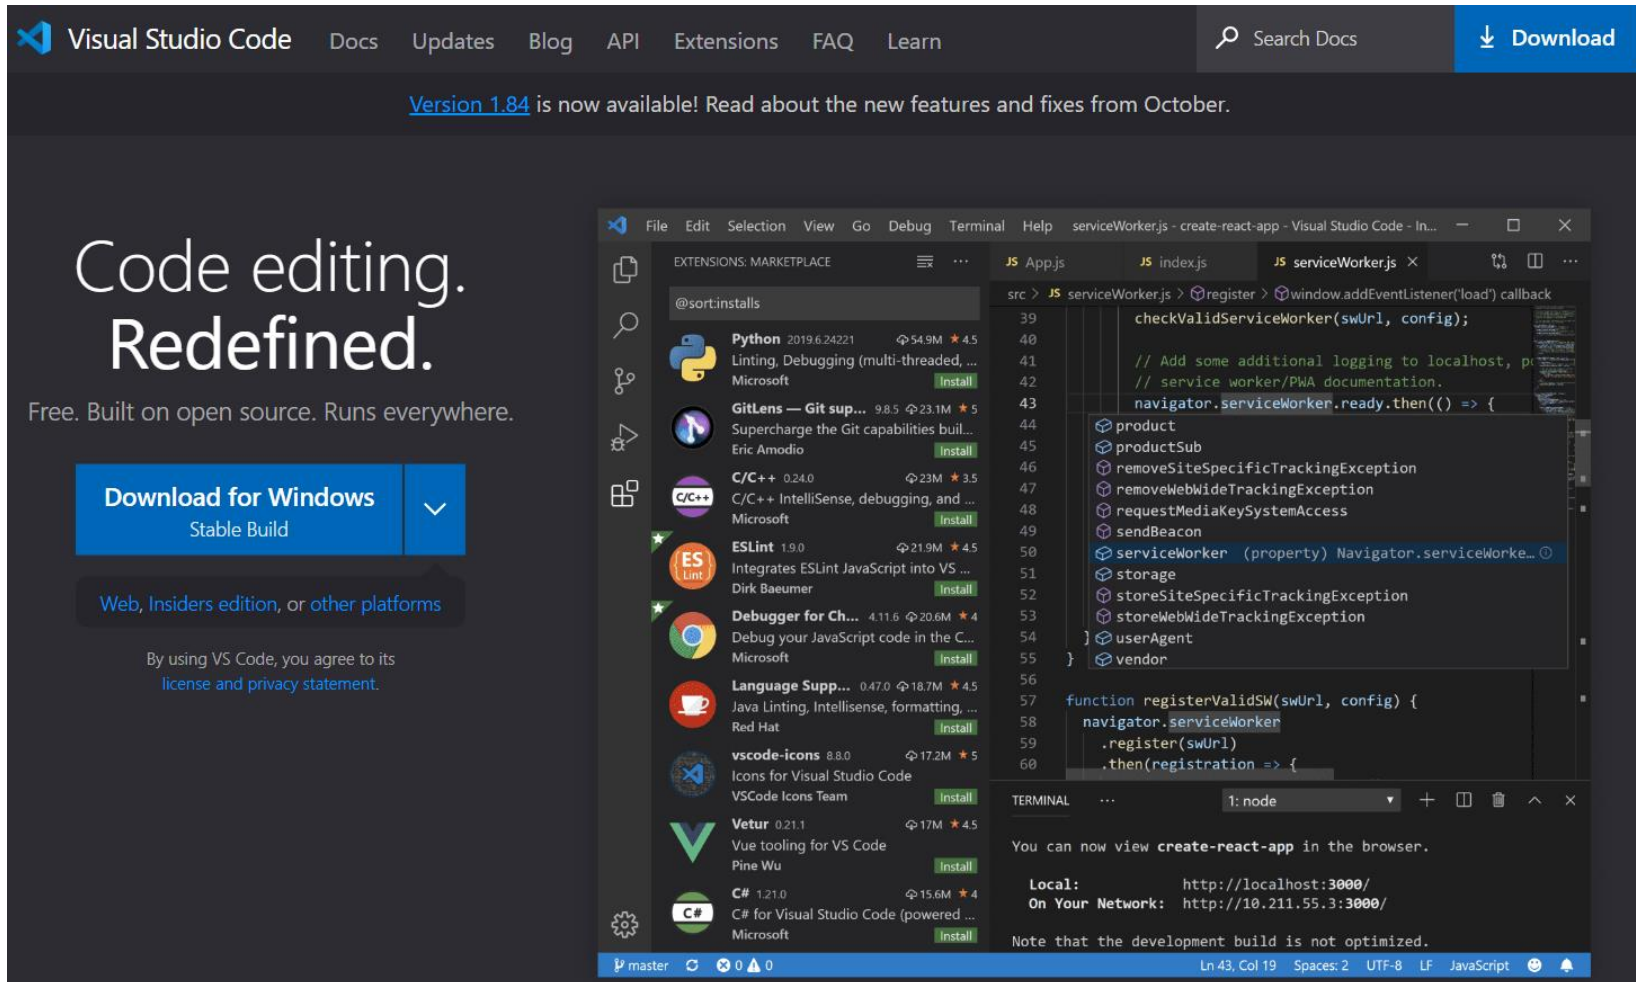 Visual Studio Code Docs Updates Blog API Extensions FAQ Learn Search Docs Download
Version 1.84 is now available! Read about the new features and fixes from October.
Code editing.
Redefined.
Free. Built on open source. Runs everywhere.
Download for Windows
Stable Build
Web, Insiders edition, or other platforms
By using VS Code, you agree to its
license and privacy statement.
File Edit Selection View Go Debug Terminal Help serviceWorker.js - create-react-app - Visual Studio Code - In...
EXTENSIONS: MARKETPLACE
@sort:installs
Python 2019.6.24221 54.9M 4.5
Linting, Debugging (multi-threaded, ...
Microsoft Install
GitLens — Git sup... 9.8.5 23.1M 5
Supercharge the Git capabilities buil...
Eric Amodio Install
C/C++ 0.24.0 23M 3.5
C/C++
C/C++ IntelliSense, debugging, and ...
Microsoft Install
ESLint 1.9.0 21.9M 4.5
ES
Lint
Integrates ESLint JavaScript into VS ...
Dirk Baeumer Install
Debugger for Ch... 4.11.6 20.6M 4
Debug your JavaScript code in the C...
Microsoft Install
Language Supp... 0.47.0 18.7M 4.5
Java Linting, Intellisense, formatting, ...
Red Hat Install
vscode-icons 8.8.0 17.2M 5
Icons for Visual Studio Code
VSCode Icons Team Install
Vetur 0.21.1 17M 4.5
Vue tooling for VS Code
Pine Wu Install
C# 1.21.0 15.6M 4
C#
C# for Visual Studio Code (powered ...
Microsoft Install
JS App.js JS index.js JS serviceWorker.js
src > JS serviceWorker.js > register > window.addEventListener('load') callback
39 checkValidServiceWorker(swUrl, config);
40
41 // Add some additional logging to localhost, p
42 // service worker/PWA documentation.
43 navigator.serviceWorker.ready.then(() => {
44 product
45 productSub
46 removeSiteSpecificTrackingException
47 removeWebWideTrackingException
48 requestMediaKeySystemAccess
49 sendBeacon
50 serviceWorker (property) Navigator.serviceWorke...
51 storage
52 storeSiteSpecificTrackingException
53 storeWebWideTrackingException
54 } userAgent
55 } vendor
56
57 function registerValidSW(swUrl, config) {
58 navigator.serviceWorker
59 .register(swUrl)
60 .then(registration => {
TERMINAL ... 1: node
You can now view create-react-app in the browser.
Local: http://localhost:3000/
On Your Network: http://10.211.55.3:3000/
Note that the development build is not optimized.
master 0 0 Ln 43, Col 19 Spaces: 2 UTF-8 LF JavaScript